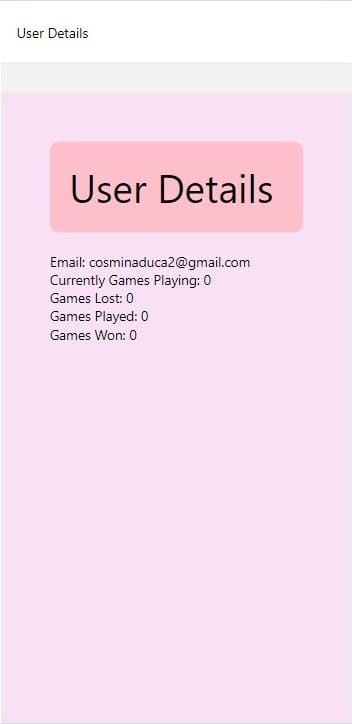 User Details
User Details
Email: cosminaduca2@gmail.com
Currently Games Playing: 0
Games Lost: 0
Games Played: 0
Games Won: 0